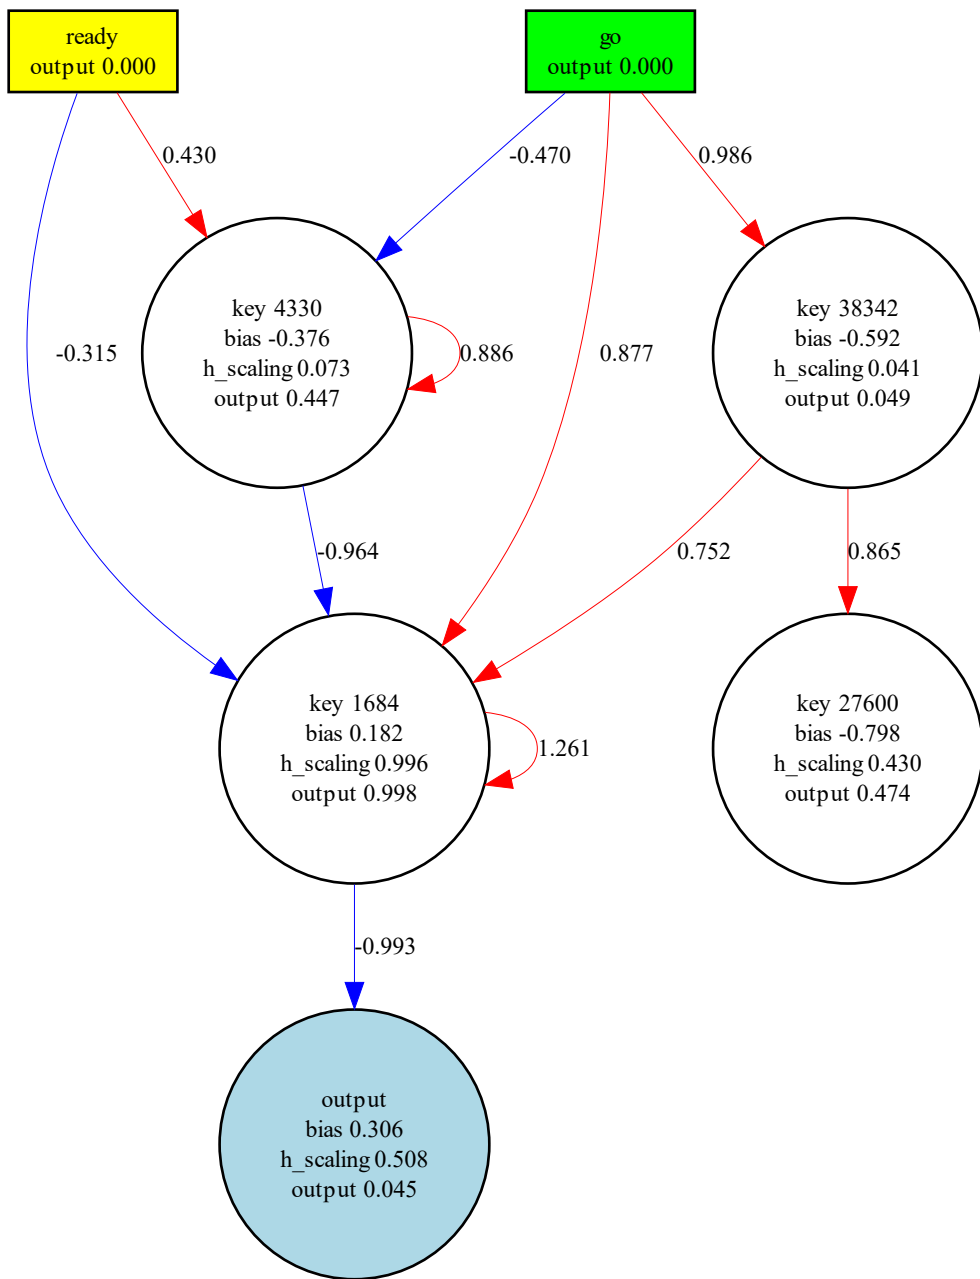 ready
output 0.000
go
output 0.000
0.430
-0.470
0.986
key 4330
bias -0.376
h_scaling 0.073
output 0.447
key 38342
bias -0.592
h_scaling 0.041
output 0.049
-0.315
0.886
0.877
-0.964
0.752
0.865
key 1684
bias 0.182
h_scaling 0.996
output 0.998
key 27600
bias -0.798
h_scaling 0.430
output 0.474
1.261
-0.993
output
bias 0.306
h_scaling 0.508
output 0.045